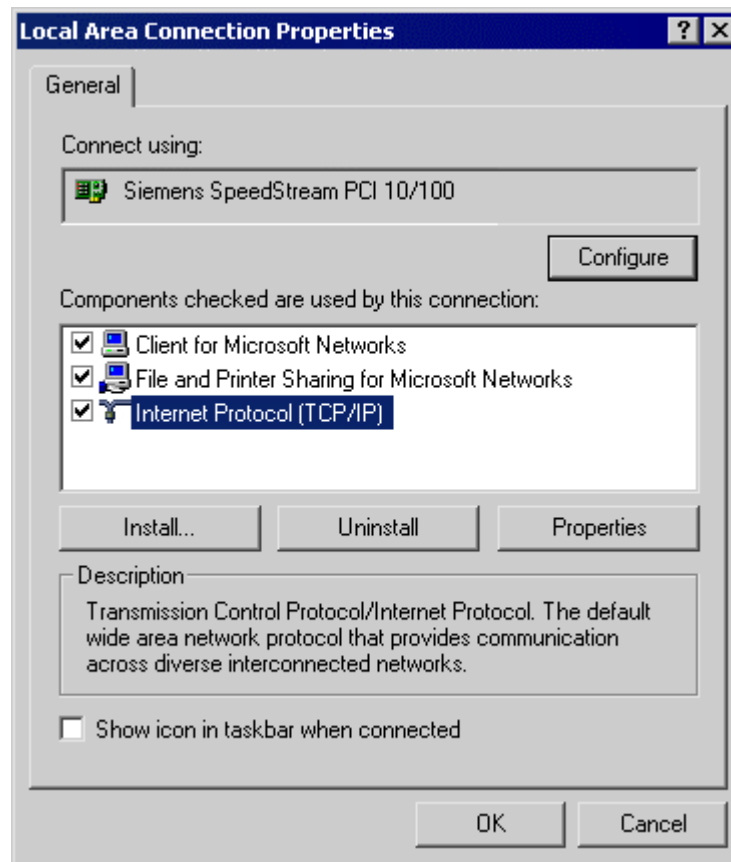 Local Area Connection Properties
General
Connect using:
Siemens SpeedStream PCI 10/100
Configure
Components checked are used by this connection:
Client for Microsoft Networks
File and Printer Sharing for Microsoft Networks
Internet Protocol (TCP/IP)
Install... Uninstall Properties
Description
Transmission Control Protocol/Internet Protocol. The default
wide area network protocol that provides communication
across diverse interconnected networks.
Show icon in taskbar when connected
OK Cancel